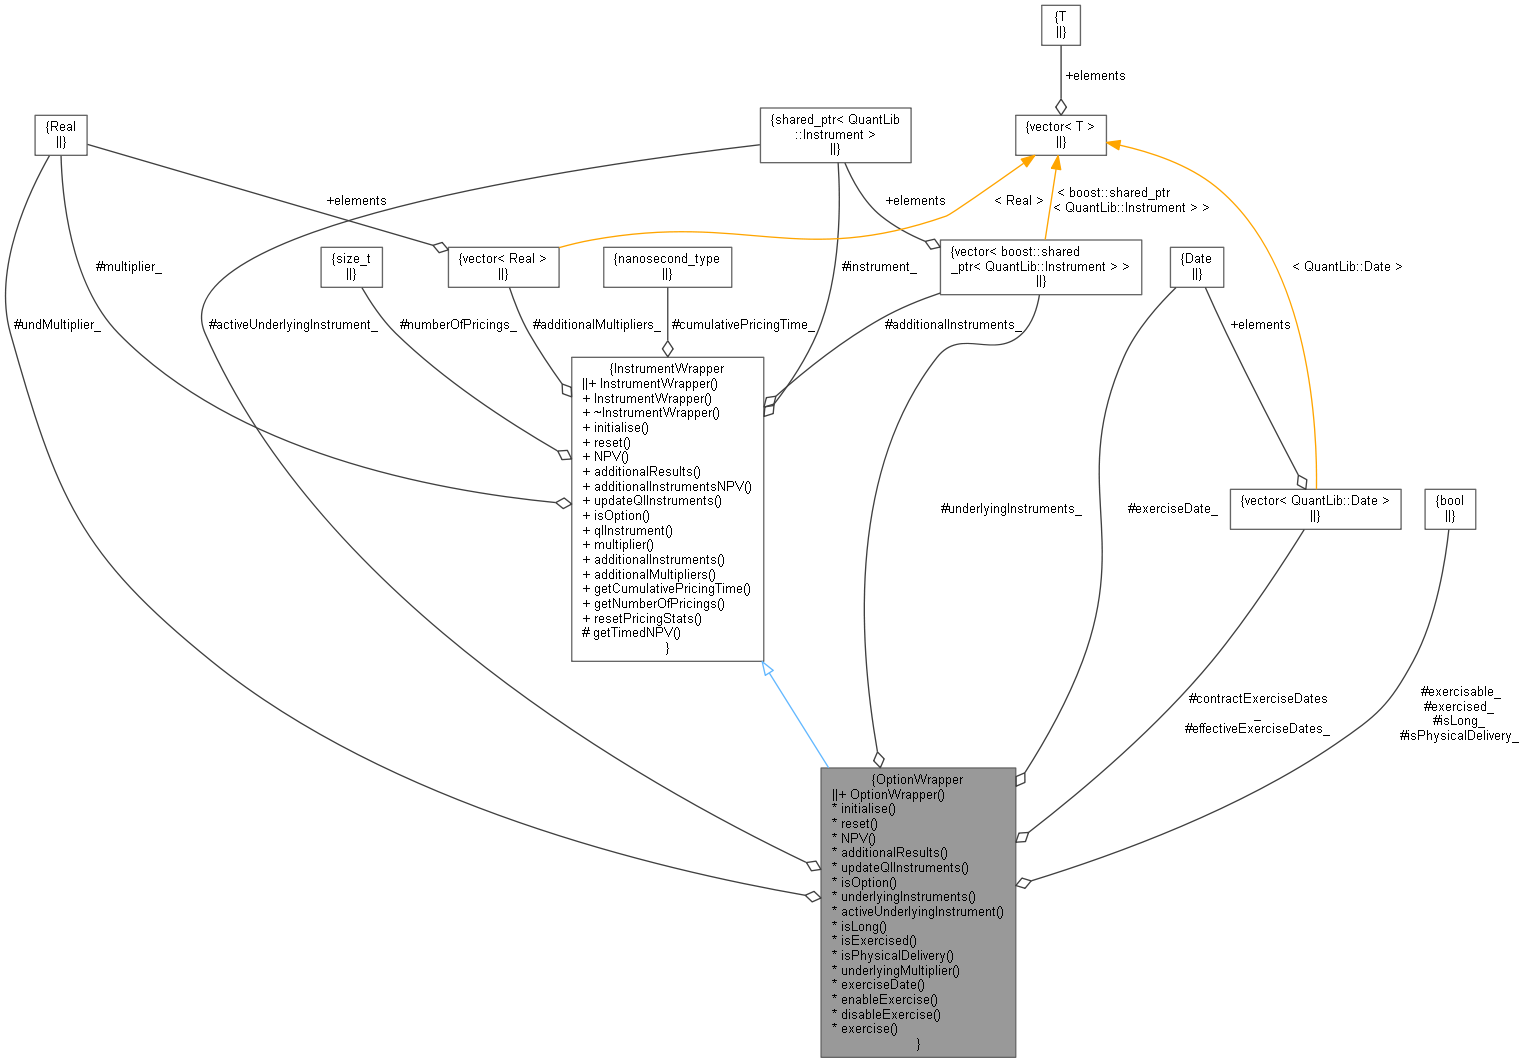 {T
||}
+elements
{Real
||}
{shared_ptr< QuantLib
::Instrument >
||}
{vector< T >
||}
+elements
+elements
< Real >
< boost::shared_ptr
< QuantLib::Instrument > >
#multiplier_
{size_t
||}
{vector< Real >
||}
{nanosecond_type
||}
#instrument_
{vector< boost::shared
_ptr< QuantLib::Instrument > >
||}
{Date
||}
< QuantLib::Date >
#undMultiplier_
#activeUnderlyingInstrument_
#numberOfPricings_
#additionalMultipliers_
#cumulativePricingTime_
#additionalInstruments_
+elements
{InstrumentWrapper
||+ InstrumentWrapper()
+ InstrumentWrapper()
+ ~InstrumentWrapper()
+ initialise()
+ reset()
+ NPV()
+ additionalResults()
+ additionalInstrumentsNPV()
+ updateQlInstruments()
+ isOption()
+ qlInstrument()
+ multiplier()
+ additionalInstruments()
+ additionalMultipliers()
+ getCumulativePricingTime()
+ getNumberOfPricings()
+ resetPricingStats()
# getTimedNPV()
}
#underlyingInstruments_
#exerciseDate_
{vector< QuantLib::Date >
||}
{bool
||}
#contractExerciseDates
_
#effectiveExerciseDates_
#exercisable_
#exercised_
#isLong_
#isPhysicalDelivery_
{OptionWrapper
||+ OptionWrapper()
* initialise()
* reset()
* NPV()
* additionalResults()
* updateQlInstruments()
* isOption()
* underlyingInstruments()
* activeUnderlyingInstrument()
* isLong()
* isExercised()
* isPhysicalDelivery()
* underlyingMultiplier()
* exerciseDate()
* enableExercise()
* disableExercise()
* exercise()
}